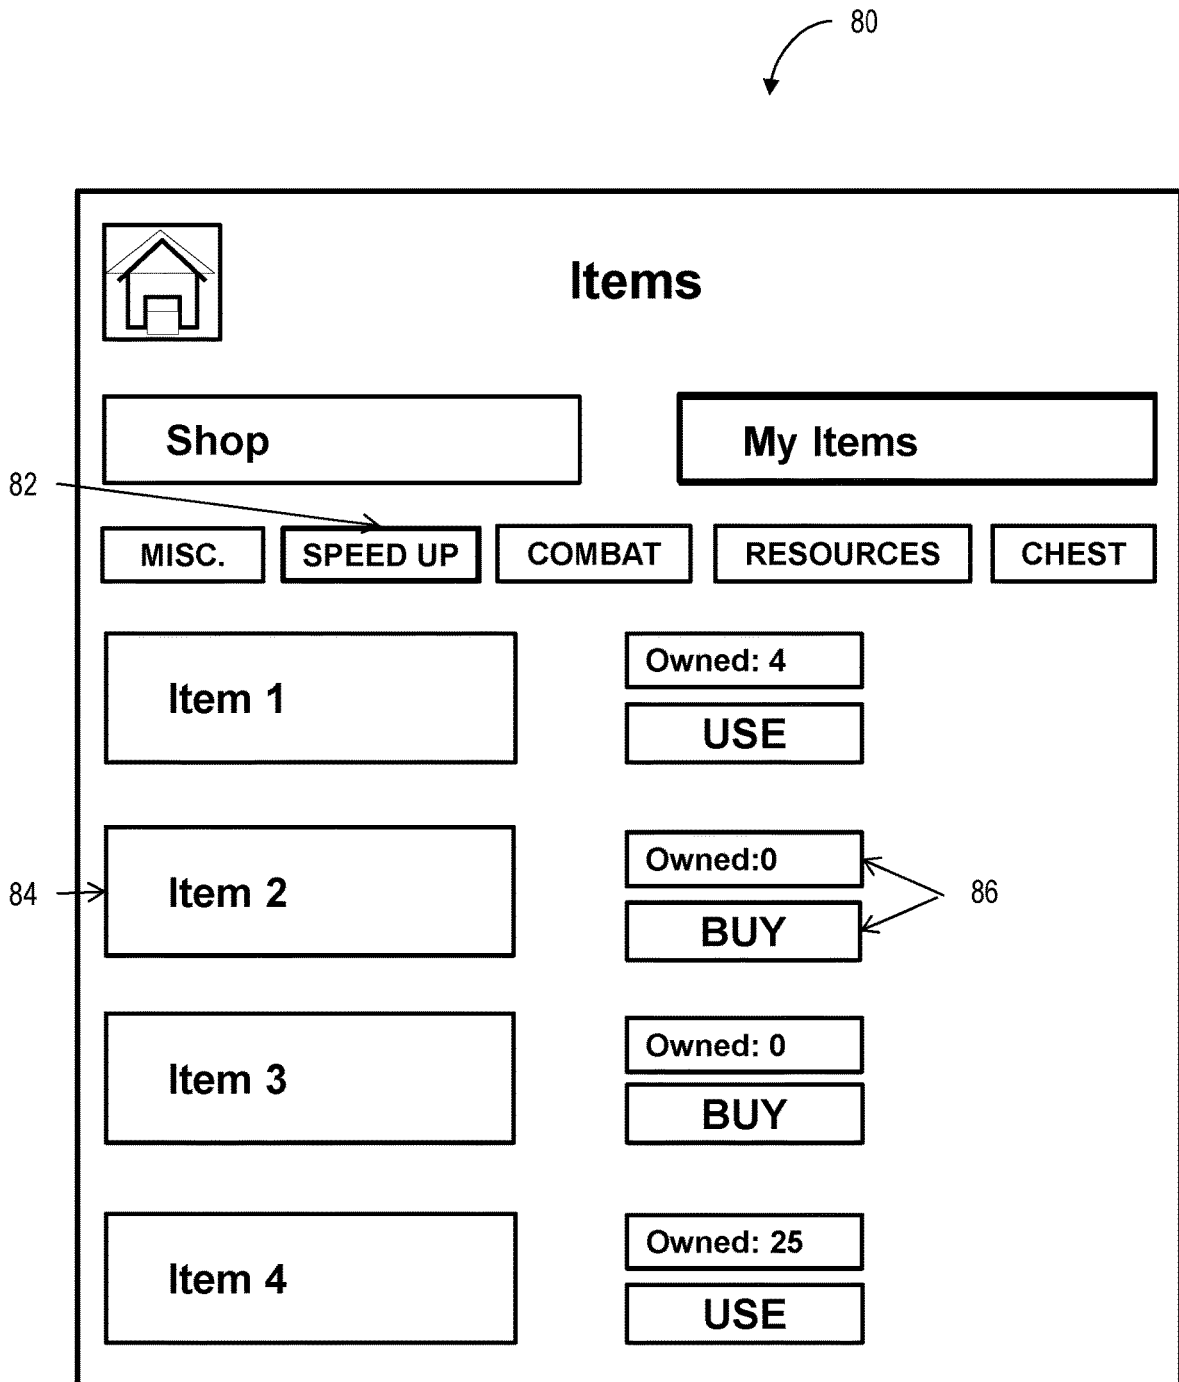 80
Items
Shop
My Items
82
MISC.
SPEED UP
COMBAT
RESOURCES
CHEST
Item 1
Owned: 4
USE
84
Item 2
Owned:0
BUY
86
Item 3
Owned: 0
BUY
Item 4
Owned: 25
USE